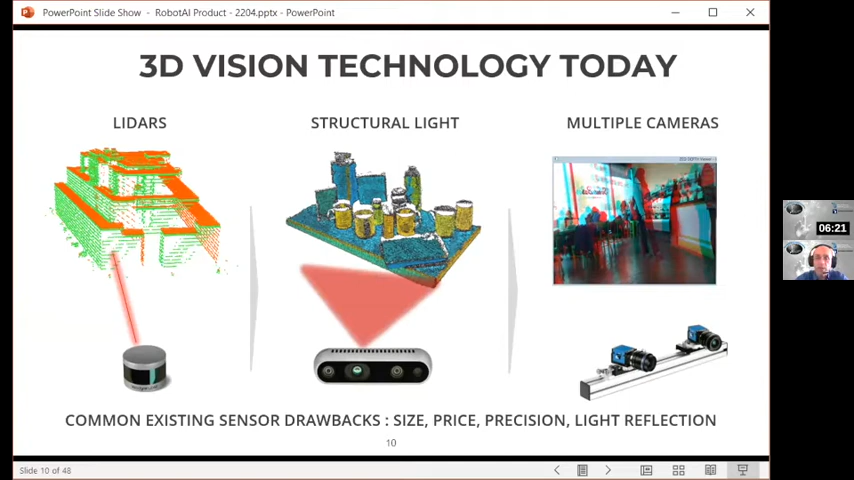 PowerPoint Slide Show - RobotAI Product - 2204.pptx - PowerPoint
3D VISION TECHNOLOGY TODAY
LIDARS
STRUCTURAL LIGHT
MULTIPLE CAMERAS
06:21
COMMON EXISTING SENSOR DRAWBACKS : SIZE, PRICE, PRECISION, LIGHT REFLECTION
10
Slide 10 of 48